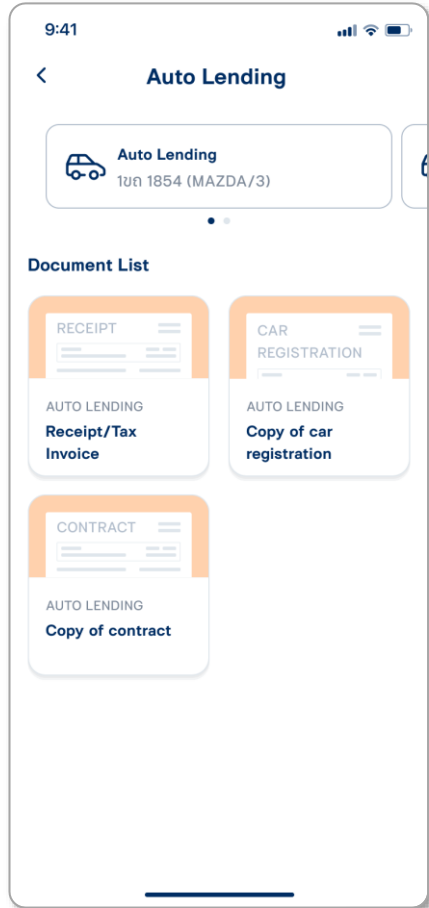 9:41
Auto Lending
Auto Lending
1ขถ 1854 (MAZDA/3)
Document List
RECEIPT
CAR
REGISTRATION
AUTO LENDING
Receipt/Tax
Invoice
AUTO LENDING
Copy of car
registration
CONTRACT
AUTO LENDING
Copy of contract